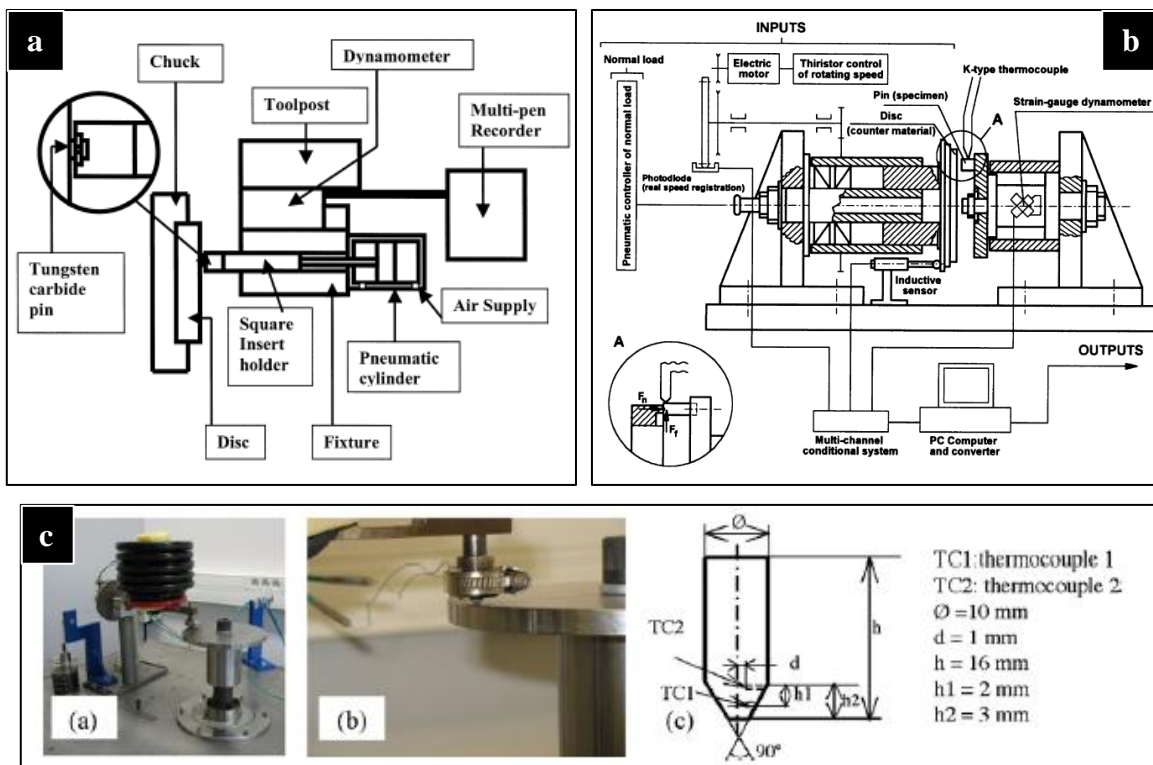 a
Chuck
Dynamometer
Toolpost
Multi-pen
Recorder
Tungsten
carbide
pin
Square
Insert
holder
Air Supply
Pneumatic
cylinder
Disc
Fixture
b
INPUTS
Normal load
Electric
motor
Thiristor control
of rotating speed
K-type thermocouple
Pin (specimen)
Strain-gauge dynamometer
Disc
(counter material)
A
Pneumatic controller of normal load
Photodiode
(real speed registration)
Inductive
sensor
A
Fn
Ff
OUTPUTS
Multi-channel
conditional system
PC Computer
and converter
c
(a)
(b)
Ø
TC2
d
h
TC1
h1
h2
(c)
90°
TC1:thermocouple 1
TC2: thermocouple 2
Ø =10 mm
d = 1 mm
h = 16 mm
h1 = 2 mm
h2 = 3 mm